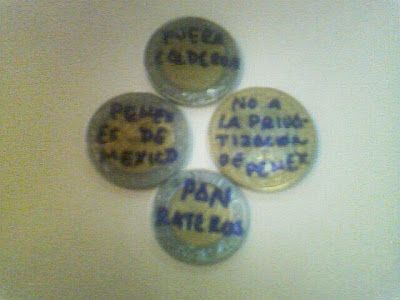 FUERA
CALDERON
PEMEX
ES DE
MEXICO
NO A
LA PRIVA-
TIZACION
DE PEMEX
PAN
RATEROS